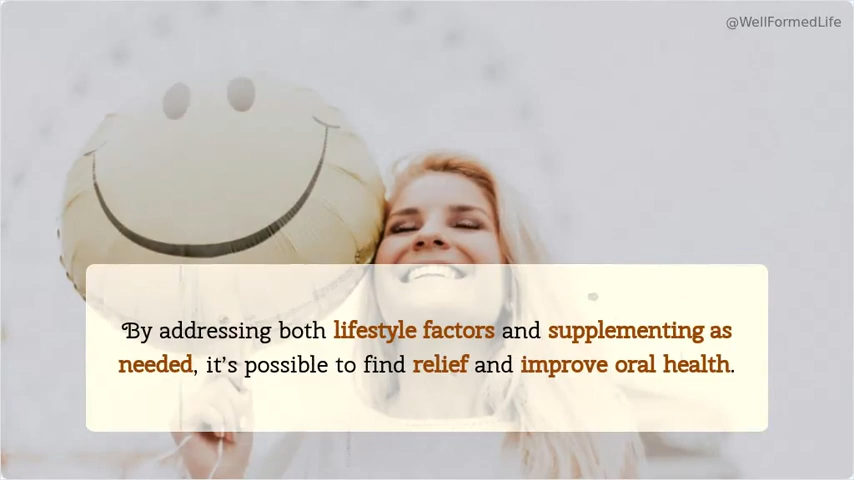 @WellFormedLife
By addressing both lifestyle factors and supplementing as
needed, it’s possible to find relief and improve oral health.